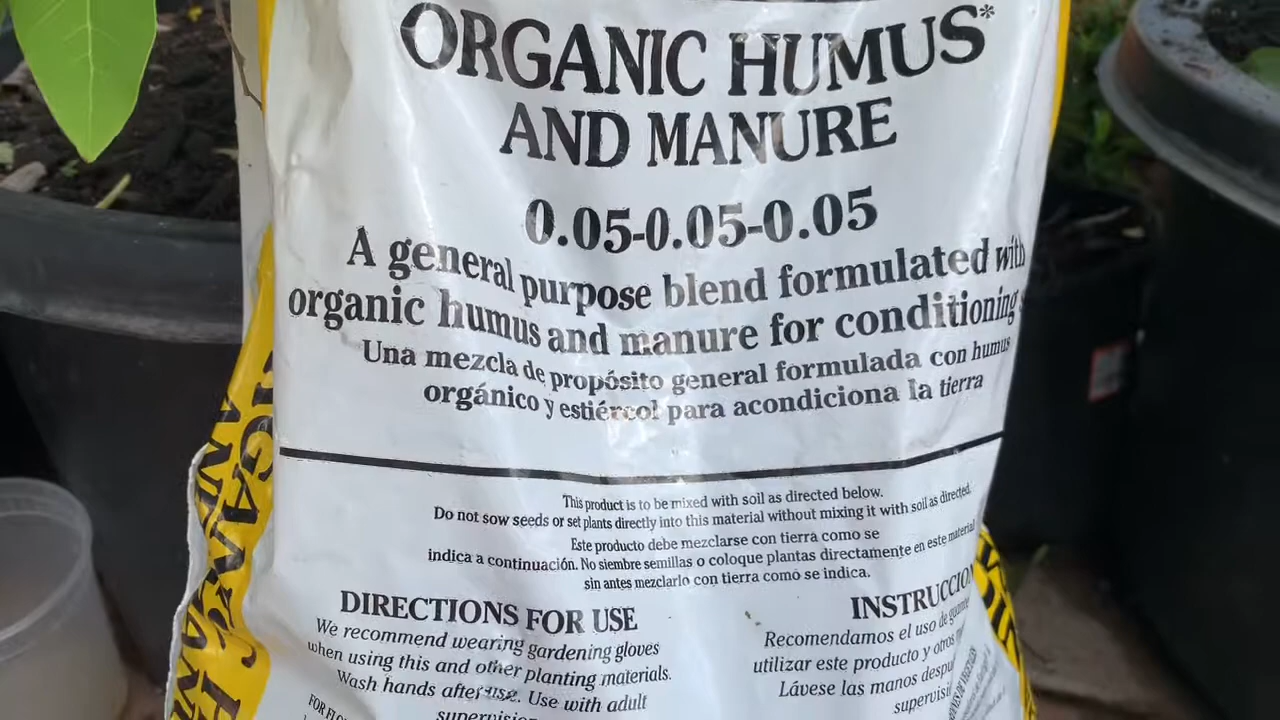 ORGANIC HUMUS*
AND MANURE
0.05-0.05-0.05
A general purpose blend formulated with
organic humus and manure for conditioning
Una mezcla de propósito general formulada con humus
orgánico y estiércol para acondiciona la tierra
This product is to be mixed with soil as directed below.
Do not sow seeds or set plants directly into this material without mixing it with soil as directed.
Este producto debe mezclarse con tierra como se
indica a continuación. No siembre semillas o coloque plantas directamente en este material
sin antes mezclarlo con tierra como se indica.
DIRECTIONS FOR USE
We recommend wearing gardening gloves
when using this and other planting materials.
Wash hands after use. Use with adult
INSTRUCCION
Recomendamos el uso de
utilizar este producto y otros
Lávese las manos